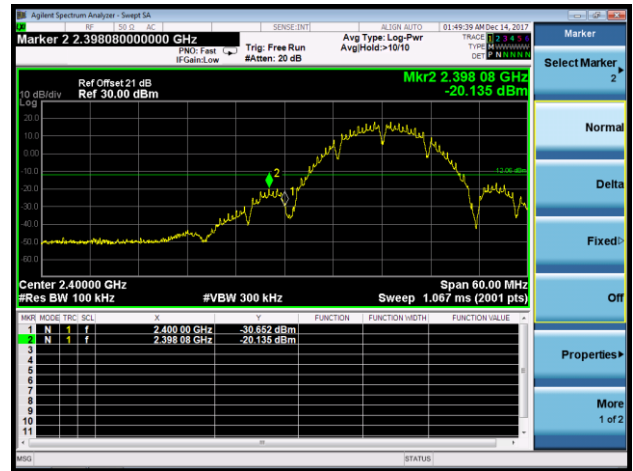 Agilent Spectrum Analyzer - Swept SA
RF 50 Ω AC SENSE:INT ALIGN AUTO 01:49:39 AM Dec 14, 2017
Marker 2 2.398080000000 GHz
PNO: Fast
IFGain:Low
Trig: Free Run
#Atten: 20 dB
Avg Type: Log-Pwr
Avg|Hold:>10/10
TRACE 1 2 3 4 5 6
TYPE M W W W W W
DET P N N N N N
Mkr2 2.398 08 GHz
-20.135 dBm
Ref Offset 21 dB
10 dB/div Ref 30.00 dBm
Log
20.0
10.0
0.00
-10.0
-20.0
-30.0
-40.0
-50.0
-60.0
2
1
-12.06 dBm
Center 2.40000 GHz Span 60.00 MHz
#Res BW 100 kHz #VBW 300 kHz Sweep 1.067 ms (2001 pts)
MKR MODE TRC SCL X Y FUNCTION FUNCTION WIDTH FUNCTION VALUE
1 N 1 f 2.400 00 GHz -30.652 dBm
2 N 1 f 2.398 08 GHz -20.135 dBm
3
4
5
6
7
8
9
10
11
MSG STATUS
Marker
Select Marker
2
Normal
Delta
Fixed
Off
Properties
More
1 of 2